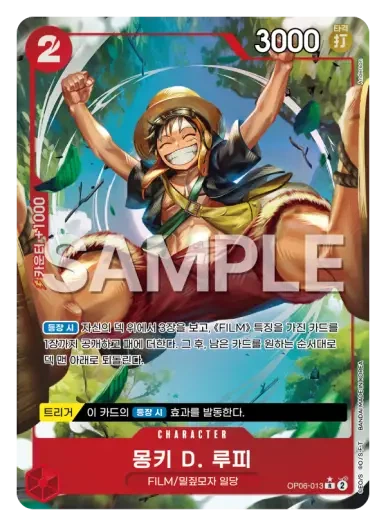 2
3000
타격
打
카운터 +1000
SAMPLE
등장 시 자신의 덱 위에서 3장을 보고, 《FILM》 특징을 가진 카드를
1장까지 공개하고 패에 더한다. 그 후, 남은 카드를 원하는 순서대로
덱 맨 아래로 되돌린다.
트리거 이 카드의 등장 시 효과를 발동한다.
CHARACTER
몽키 D. 루피
FILM/밀짚모자 일당
OP06-013 R 2